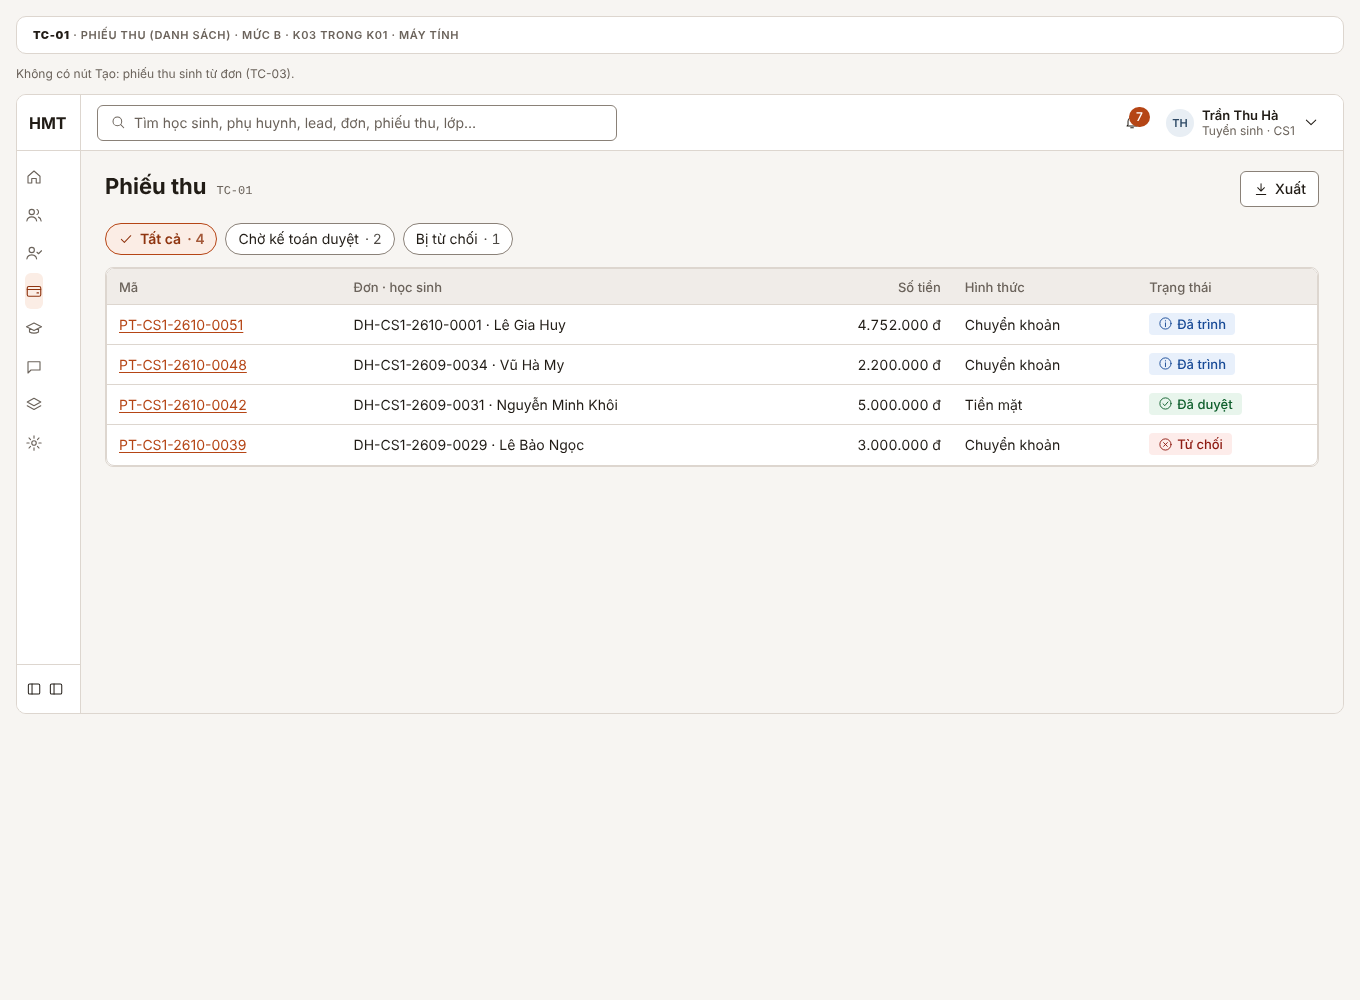 TC-01 · PHIẾU THU (DANH SÁCH) · MỨC B · K03 TRONG K01 · MÁY TÍNH
Không có nút Tạo: phiếu thu sinh từ đơn (TC-03).
HMT
Tìm học sinh, phụ huynh, lead, đơn, phiếu thu, lớp...
7
TH
Trần Thu Hà
Tuyển sinh · CS1
Phiếu thu TC-01
Xuất
Tất cả · 4
Chờ kế toán duyệt · 2
Bị từ chối · 1
Mã Đơn · học sinh Số tiền Hình thức Trạng thái
PT-CS1-2610-0051 DH-CS1-2610-0001 · Lê Gia Huy 4.752.000 đ Chuyển khoản Đã trình
PT-CS1-2610-0048 DH-CS1-2609-0034 · Vũ Hà My 2.200.000 đ Chuyển khoản Đã trình
PT-CS1-2610-0042 DH-CS1-2609-0031 · Nguyễn Minh Khôi 5.000.000 đ Tiền mặt Đã duyệt
PT-CS1-2610-0039 DH-CS1-2609-0029 · Lê Bảo Ngọc 3.000.000 đ Chuyển khoản Từ chối